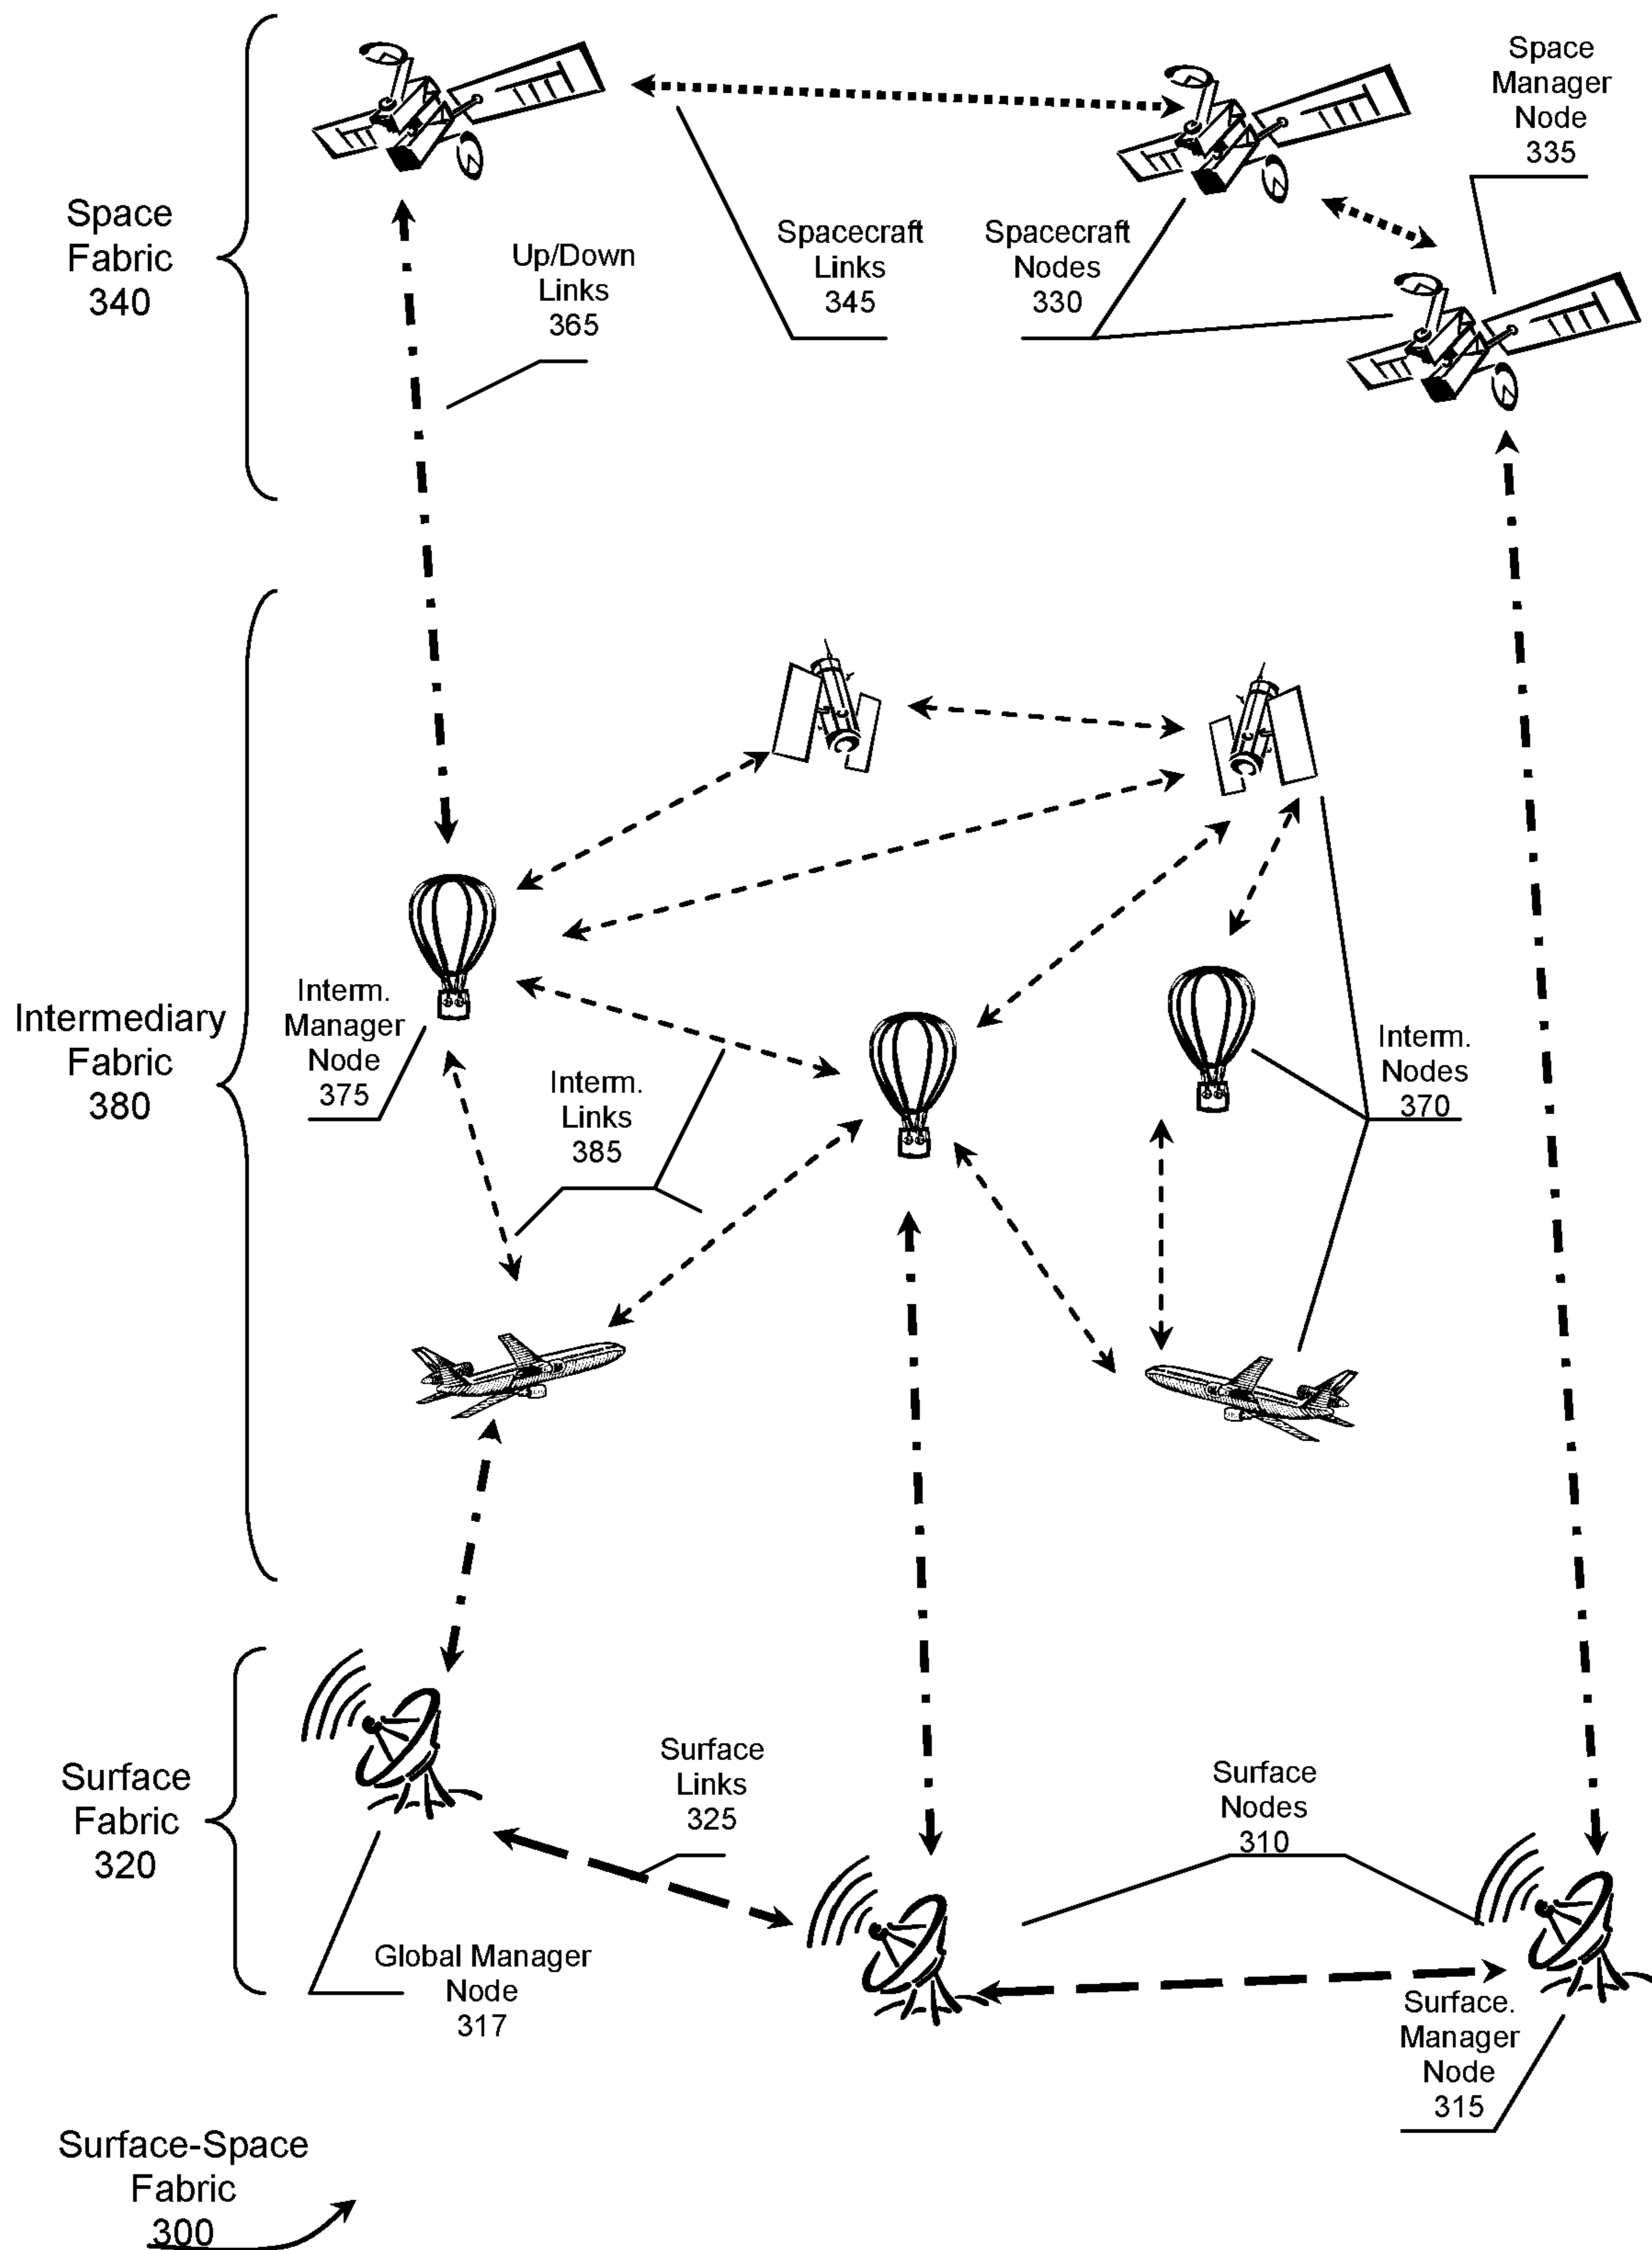 Space
Manager
Node
335
Space
Fabric
340
Up/Down
Links
365
Spacecraft
Links
345
Spacecraft
Nodes
330
Intermediary
Fabric
380
Interm.
Manager
Node
375
Interm.
Links
385
Interm.
Nodes
370
Surface
Fabric
320
Surface
Links
325
Surface
Nodes
310
Global Manager
Node
317
Surface.
Manager
Node
315
Surface-Space
Fabric
300